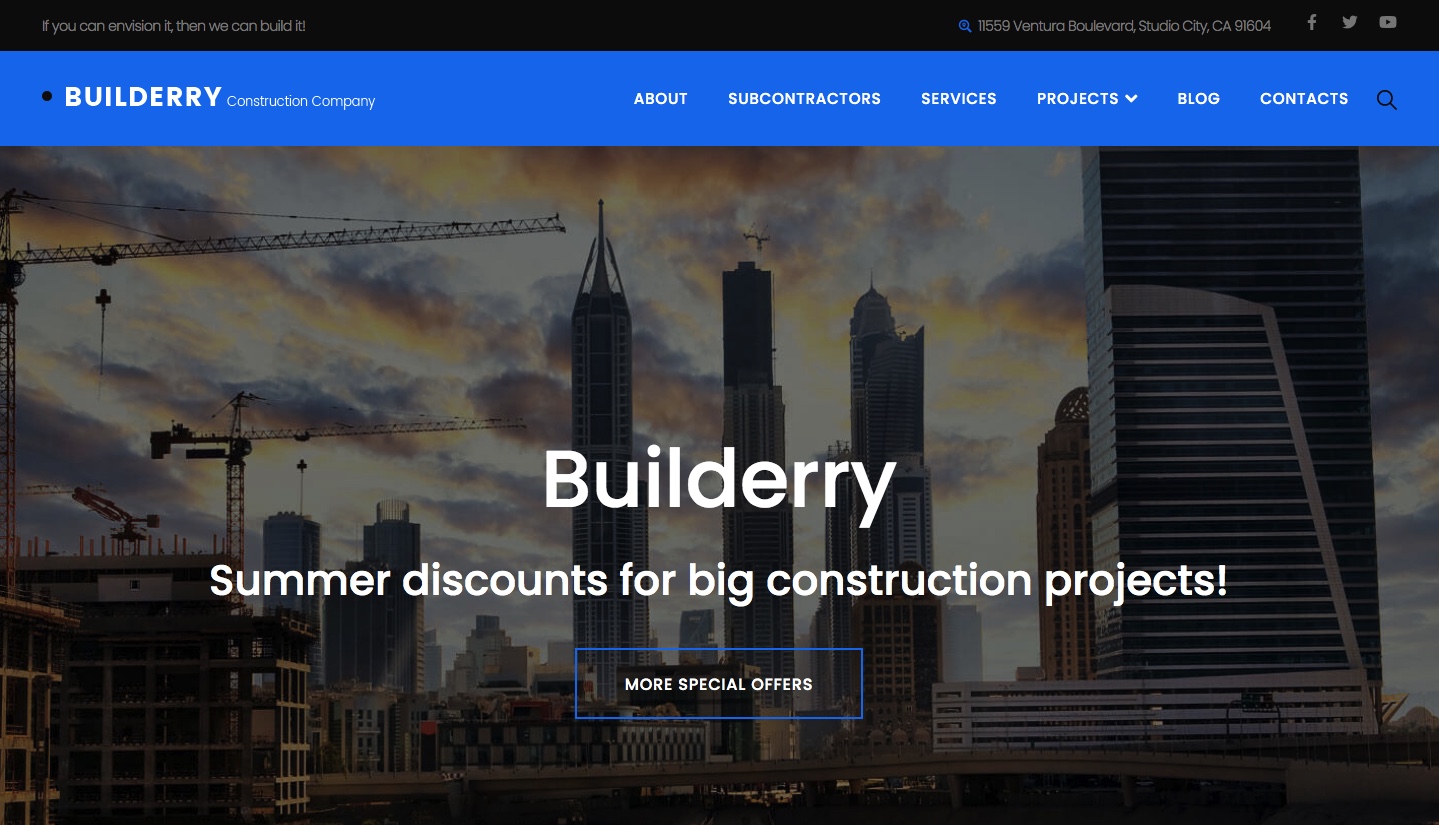 If you can envision it, then we can build it!
11559 Ventura Boulevard, Studio City, CA 91604
BUILDERRY Construction Company
ABOUT SUBCONTRACTORS SERVICES PROJECTS BLOG CONTACTS
Builderry
Summer discounts for big construction projects!
MORE SPECIAL OFFERS